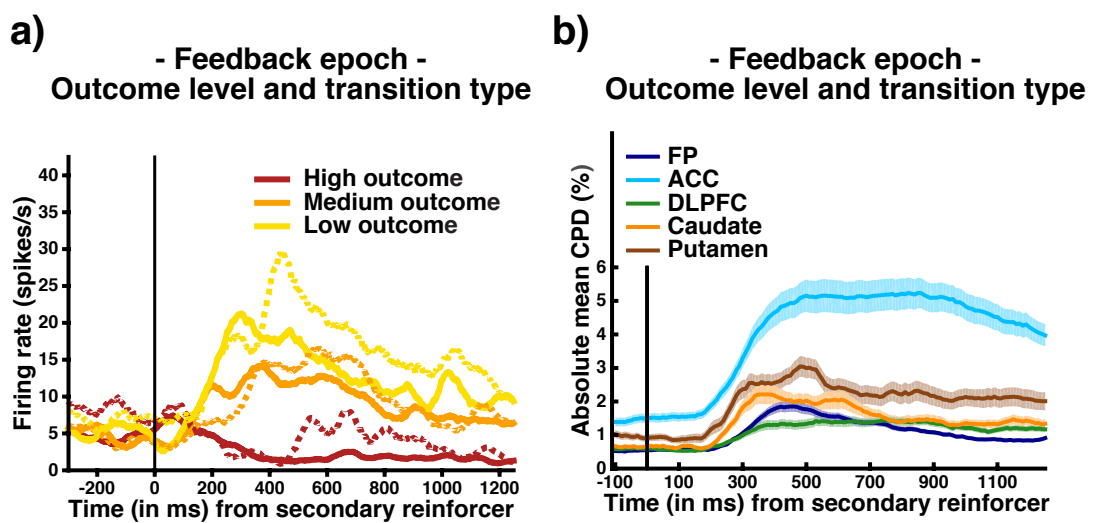 a)
- Feedback epoch -
Outcome level and transition type
High outcome
Medium outcome
Low outcome
Firing rate (spikes/s)
40
35
30
25
20
15
10
5
0
-200 0 200 400 600 800 1000 1200
Time (in ms) from secondary reinforcer
b)
- Feedback epoch -
Outcome level and transition type
FP
ACC
DLPFC
Caudate
Putamen
Absolute mean CPD (%)
6
5
4
3
2
1
0
-100 100 300 500 700 900 1100
Time (in ms) from secondary reinforcer